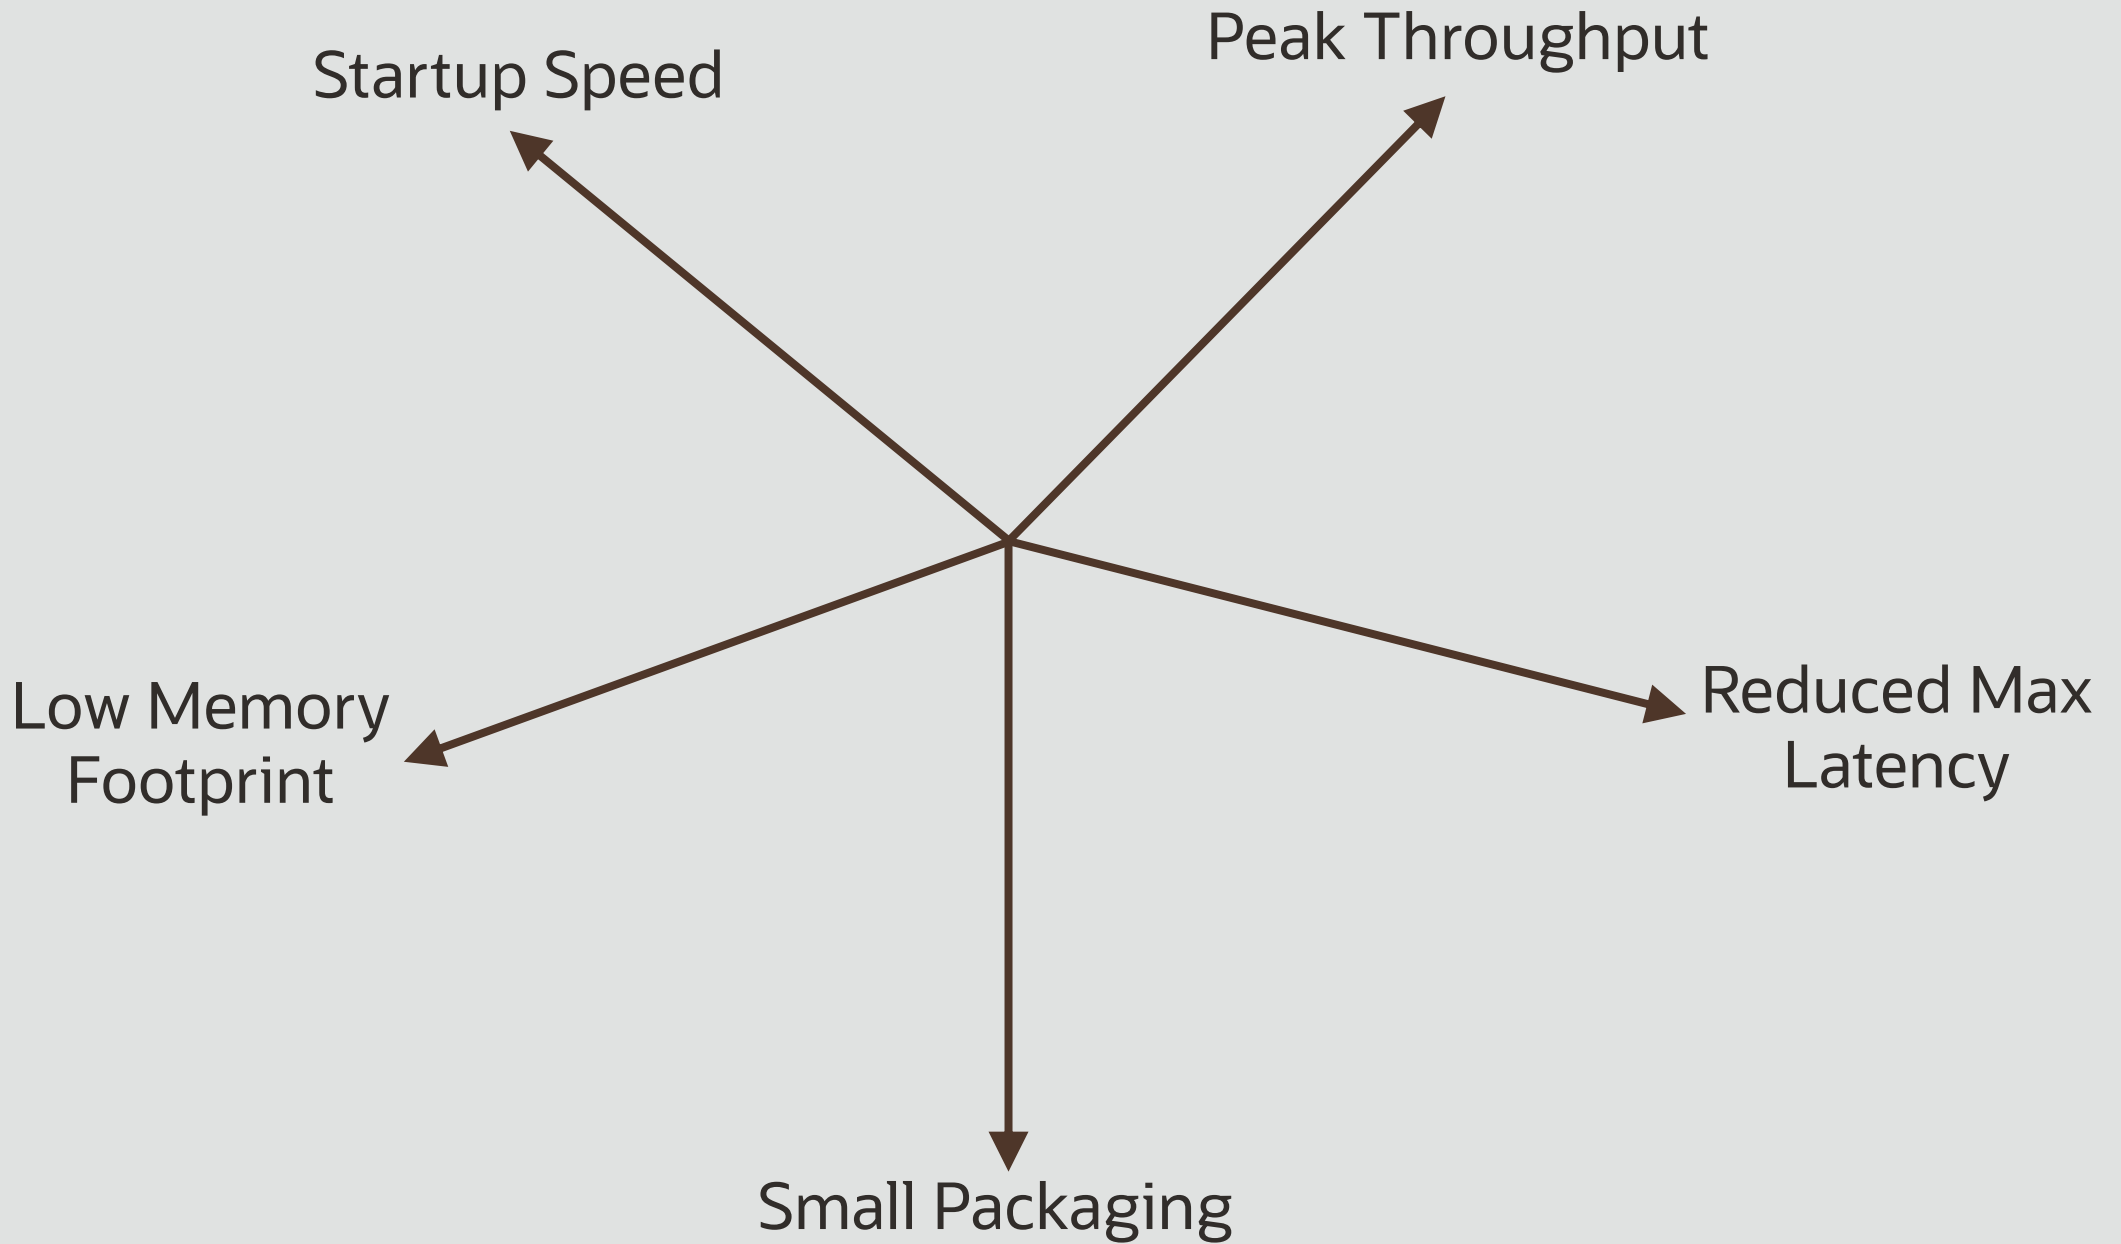 Startup Speed
Peak Throughput
Low Memory
Footprint
Reduced Max
Latency
Small Packaging